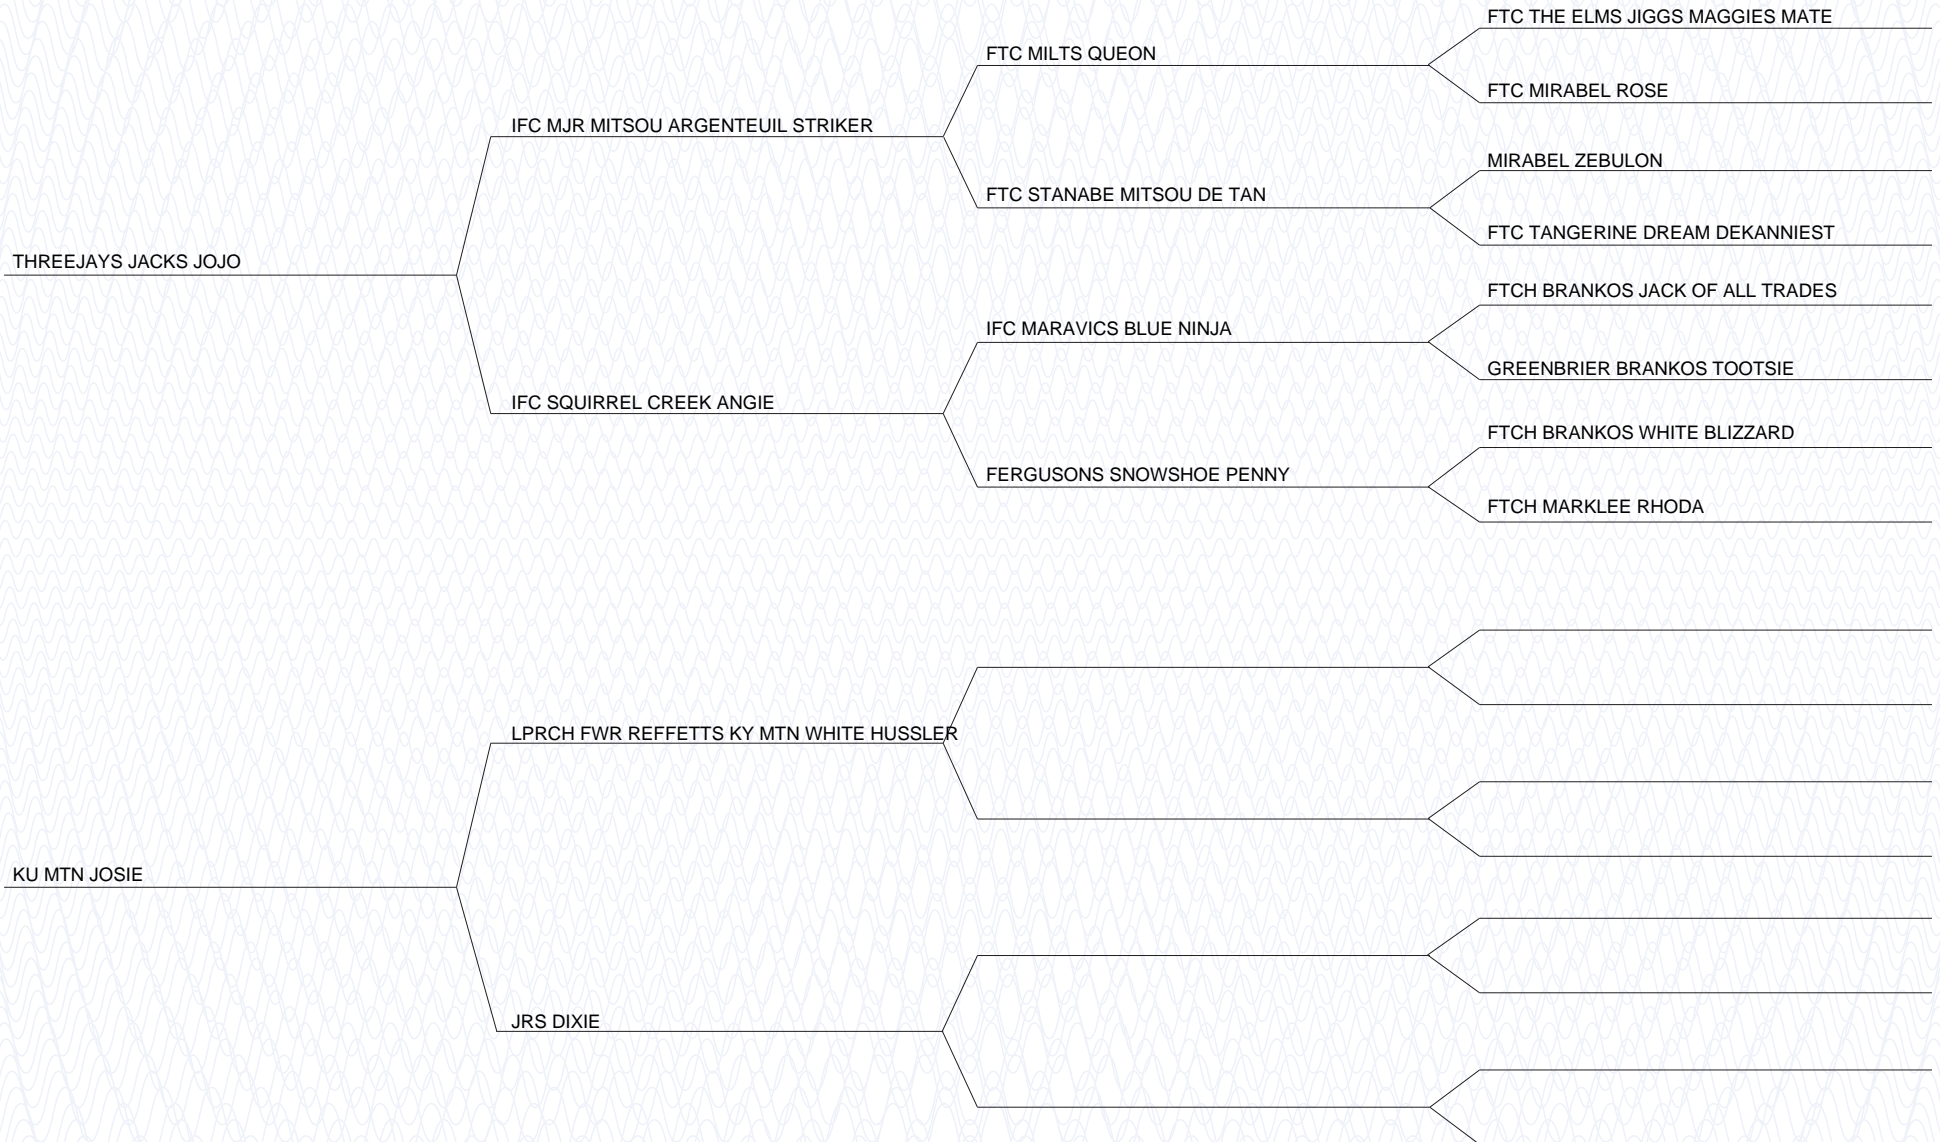 FTC THE ELMS JIGGS MAGGIES MATE
FTC MILTS QUEON
FTC MIRABEL ROSE
IFC MJR MITSOU ARGENTEUIL STRIKER
MIRABEL ZEBULON
FTC STANABE MITSOU DE TAN
FTC TANGERINE DREAM DEKANNIEST
THREEJAYS JACKS JOJO
FTCH BRANKOS JACK OF ALL TRADES
IFC MARAVICS BLUE NINJA
GREENBRIER BRANKOS TOOTSIE
IFC SQUIRREL CREEK ANGIE
FTCH BRANKOS WHITE BLIZZARD
FERGUSONS SNOWSHOE PENNY
FTCH MARKLEE RHODA
LPRCH FWR REFFETTS KY MTN WHITE HUSSLER
KU MTN JOSIE
JRS DIXIE